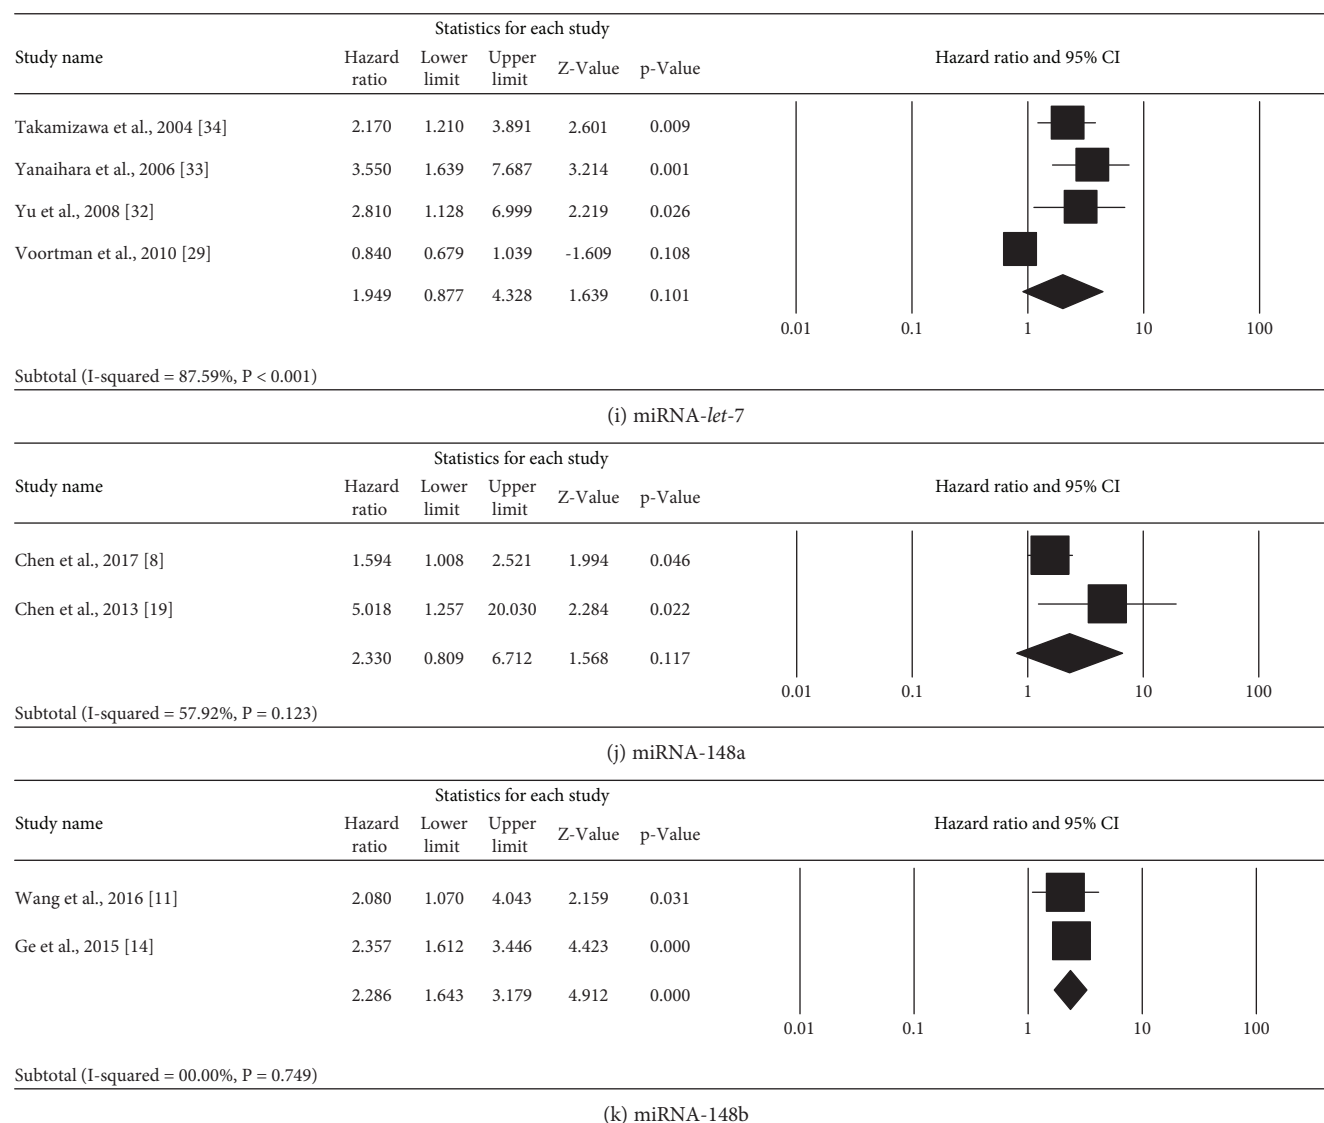 Statistics for each study
Study name Hazard ratio Lower limit Upper limit Z-Value p-Value Hazard ratio and 95% CI
Takamizawa et al., 2004 [34] 2.170 1.210 3.891 2.601 0.009
Yanaihara et al., 2006 [33] 3.550 1.639 7.687 3.214 0.001
Yu et al., 2008 [32] 2.810 1.128 6.999 2.219 0.026
Voortman et al., 2010 [29] 0.840 0.679 1.039 -1.609 0.108
1.949 0.877 4.328 1.639 0.101
0.01 0.1 1 10 100
Subtotal (I-squared = 87.59%, P < 0.001)
(i) miRNA-let-7
Statistics for each study
Study name Hazard ratio Lower limit Upper limit Z-Value p-Value Hazard ratio and 95% CI
Chen et al., 2017 [8] 1.594 1.008 2.521 1.994 0.046
Chen et al., 2013 [19] 5.018 1.257 20.030 2.284 0.022
2.330 0.809 6.712 1.568 0.117
0.01 0.1 1 10 100
Subtotal (I-squared = 57.92%, P = 0.123)
(j) miRNA-148a
Statistics for each study
Study name Hazard ratio Lower limit Upper limit Z-Value p-Value Hazard ratio and 95% CI
Wang et al., 2016 [11] 2.080 1.070 4.043 2.159 0.031
Ge et al., 2015 [14] 2.357 1.612 3.446 4.423 0.000
2.286 1.643 3.179 4.912 0.000
0.01 0.1 1 10 100
Subtotal (I-squared = 00.00%, P = 0.749)
(k) miRNA-148b